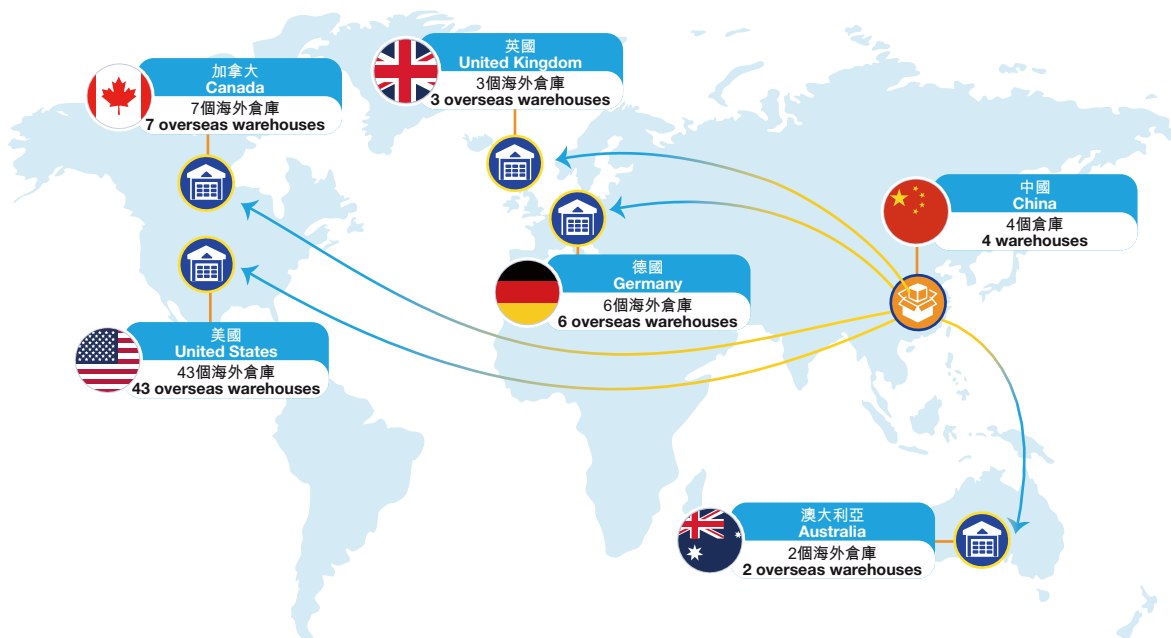 英國
United Kingdom
3個海外倉庫
3 overseas warehouses
加拿大
Canada
7個海外倉庫
7 overseas warehouses
中國
China
4個倉庫
4 warehouses
德國
Germany
6個海外倉庫
6 overseas warehouses
美國
United States
43個海外倉庫
43 overseas warehouses
澳大利亞
Australia
2個海外倉庫
2 overseas warehouses